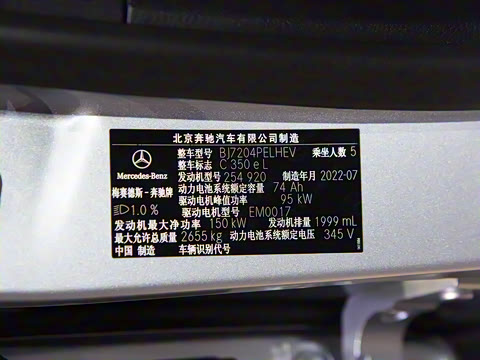 北京奔驰汽车有限公司制造
整车型号 BJ7204PELHEV 乘坐人数 5
整车标志 C 350 e L
Mercedes-Benz 发动机型号 254 920 制造年月 2022-07
梅赛德斯-奔驰牌 动力电池系统额定容量 74 Ah
驱动电机峰值功率 95 kW
1.0 % 驱动电机型号 EM0017
发动机最大净功率 150 kW 发动机排量 1999 mL
最大允许总质量 2655 kg 动力电池系统额定电压 345 V
中国 制造 车辆识别代号